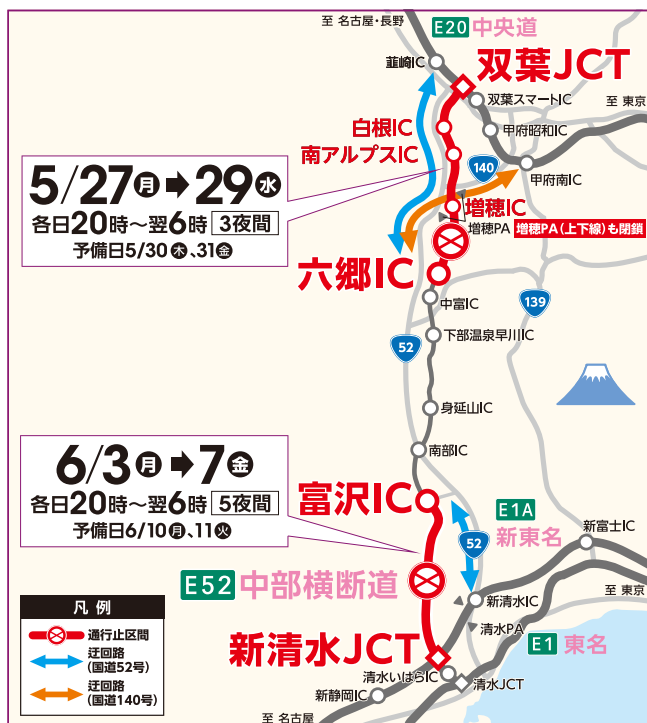 至 名古屋・長野
E20 中央道
韮崎IC
双葉JCT
双葉スマートIC
至 東京
白根IC
甲府昭和IC
南アルプスIC
140
甲府南IC
5/27月➡29水
各日20時～翌6時 3夜間
予備日5/30木、31金
増穂IC
増穂PA
増穂PA(上下線)も閉鎖
六郷IC
中富IC
139
52
下部温泉早川IC
身延山IC
南部IC
6/3月➡7金
各日20時～翌6時 5夜間
予備日6/10月、11火
富沢IC
E1A
新東名
52
新富士IC
E52 中部横断道
至 東京
新清水IC
清水PA
E1 東名
凡例
通行止区間
迂回路
(国道52号)
迂回路
(国道140号)
新清水JCT
清水いはらIC
清水JCT
新静岡IC
至 名古屋